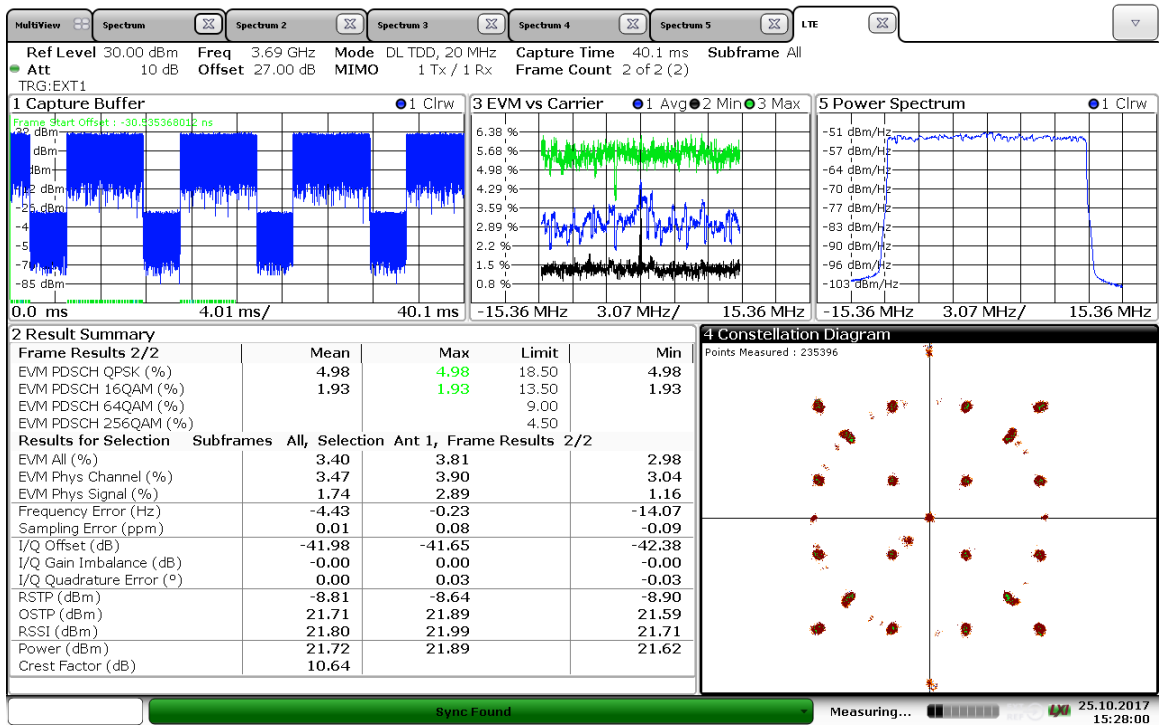 MultiView Spectrum Spectrum 2 Spectrum 3 Spectrum 4 Spectrum 5 LTE
Ref Level 30.00 dBm Freq 3.69 GHz Mode DL TDD, 20 MHz Capture Time 40.1 ms Subframe All
Att 10 dB Offset 27.00 dB MIMO 1 Tx / 1 Rx Frame Count 2 of 2 (2)
TRG:EXT1
1 Capture Buffer 1 Clrw
Frame Start Offset : -30.535368012 ns
-85 dBm
0.0 ms 4.01 ms/ 40.1 ms
3 EVM vs Carrier 1 Avg 2 Min 3 Max
6.38 %
5.68 %
4.98 %
4.29 %
3.59 %
2.89 %
2.2 %
1.5 %
0.8 %
-15.36 MHz 3.07 MHz/ 15.36 MHz
5 Power Spectrum 1 Clrw
-51 dBm/Hz
-57 dBm/Hz
-64 dBm/Hz
-70 dBm/Hz
-77 dBm/Hz
-83 dBm/Hz
-90 dBm/Hz
-96 dBm/Hz
-103 dBm/Hz
-15.36 MHz 3.07 MHz/ 15.36 MHz
2 Result Summary
Frame Results 2/2 Mean Max Limit Min
EVM PDSCH QPSK (%) 4.98 4.98 18.50 4.98
EVM PDSCH 16QAM (%) 1.93 1.93 13.50 1.93
EVM PDSCH 64QAM (%) 9.00
EVM PDSCH 256QAM (%) 4.50
Results for Selection Subframes All, Selection Ant 1, Frame Results 2/2
EVM All (%) 3.40 3.81 2.98
EVM Phys Channel (%) 3.47 3.90 3.04
EVM Phys Signal (%) 1.74 2.89 1.16
Frequency Error (Hz) -4.43 -0.23 -14.07
Sampling Error (ppm) 0.01 0.08 -0.09
I/Q Offset (dB) -41.98 -41.65 -42.38
I/Q Gain Imbalance (dB) -0.00 0.00 -0.00
I/Q Quadrature Error (°) 0.00 0.03 -0.03
RSTP (dBm) -8.81 -8.64 -8.90
OSTP (dBm) 21.71 21.89 21.59
RSSI (dBm) 21.80 21.99 21.71
Power (dBm) 21.72 21.89 21.62
Crest Factor (dB) 10.64
4 Constellation Diagram
Points Measured : 235396
Sync Found
Measuring...
REF
LXI
25.10.2017
15:28:00